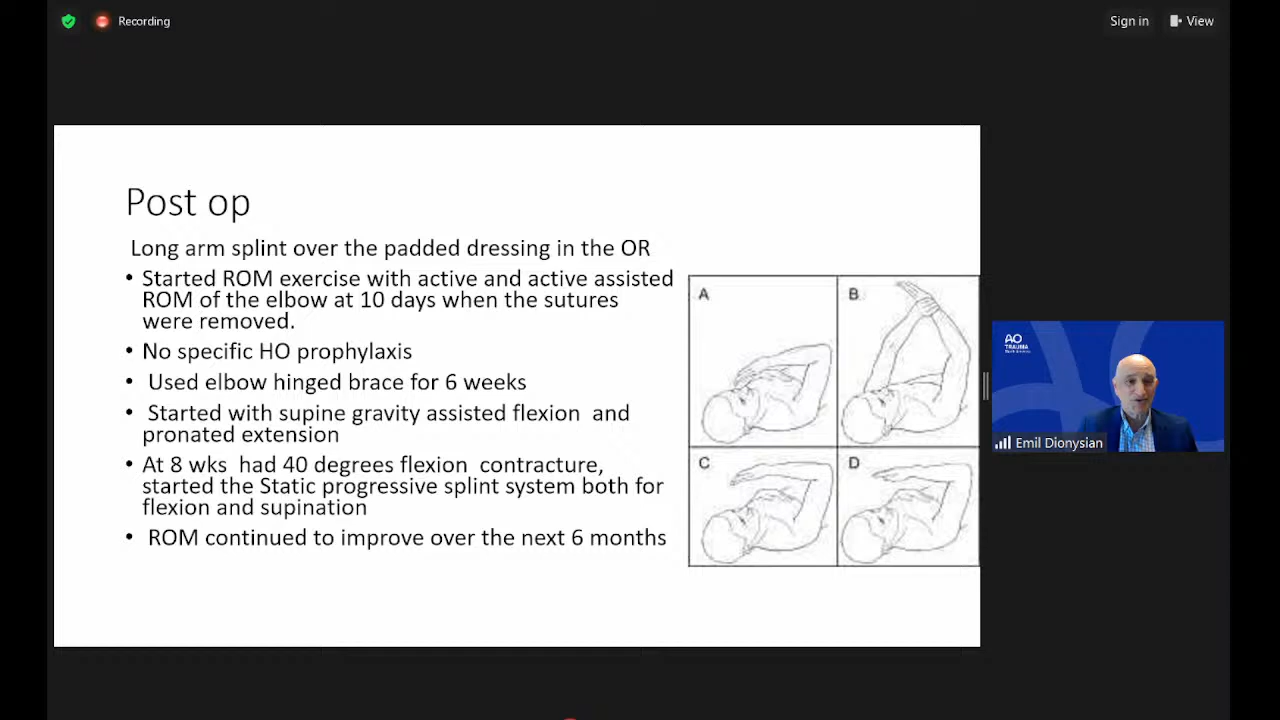 Recording
Sign in
View
Post op
Long arm splint over the padded dressing in the OR
• Started ROM exercise with active and active assisted
ROM of the elbow at 10 days when the sutures
were removed.
• No specific HO prophylaxis
• Used elbow hinged brace for 6 weeks
• Started with supine gravity assisted flexion and
pronated extension
• At 8 wks had 40 degrees flexion contracture,
started the Static progressive splint system both for
flexion and supination
• ROM continued to improve over the next 6 months
A
B
C
D
AO
TRAUMA
Emil Dionysian